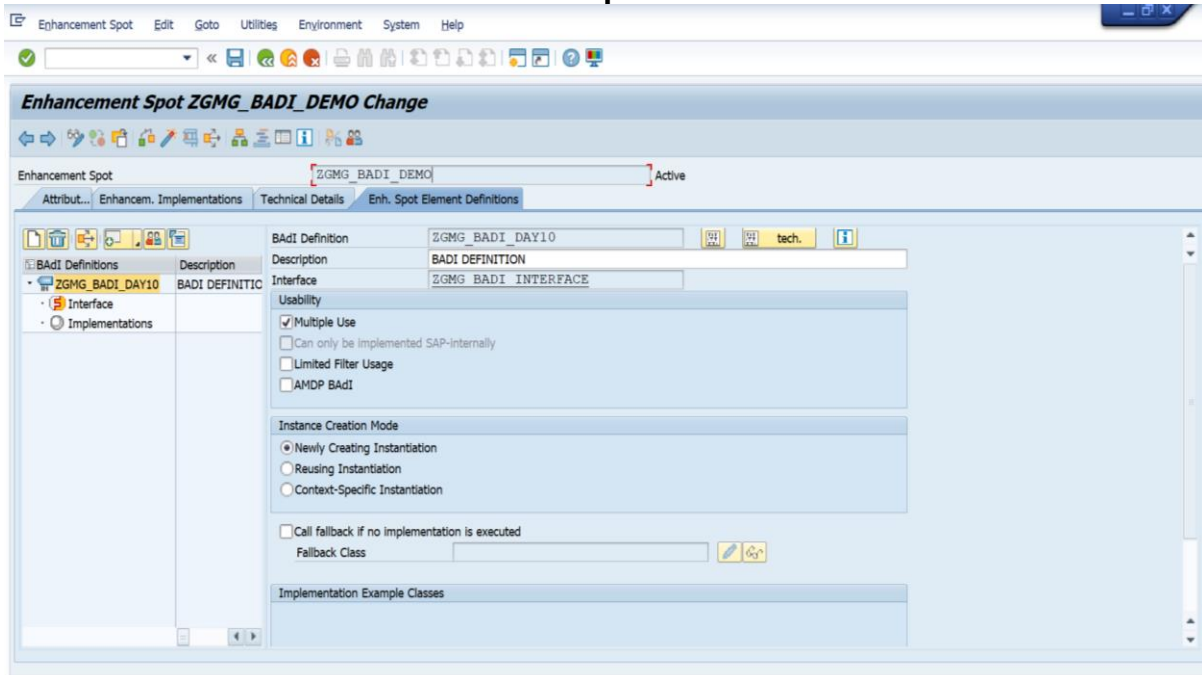 Enhancement Spot Edit Goto Utilities Environment System Help
Enhancement Spot ZGMG_BADI_DEMO Change
Enhancement Spot ZGMG_BADI_DEMO Active
Attribut... Enhancem. Implementations Technical Details Enh. Spot Element Definitions
BAdI Definition ZGMG_BADI_DAY10 tech.
BAdI Definitions Description Description BADI DEFINITION
ZGMG_BADI_DAY10 BADI DEFINITIC Interface ZGMG BADI INTERFACE
Interface Usability
Implementations Multiple Use
Can only be implemented SAP-internally
Limited Filter Usage
AMDP BAdI
Instance Creation Mode
Newly Creating Instantiation
Reusing Instantiation
Context-Specific Instantiation
Call fallback if no implementation is executed
Fallback Class
Implementation Example Classes